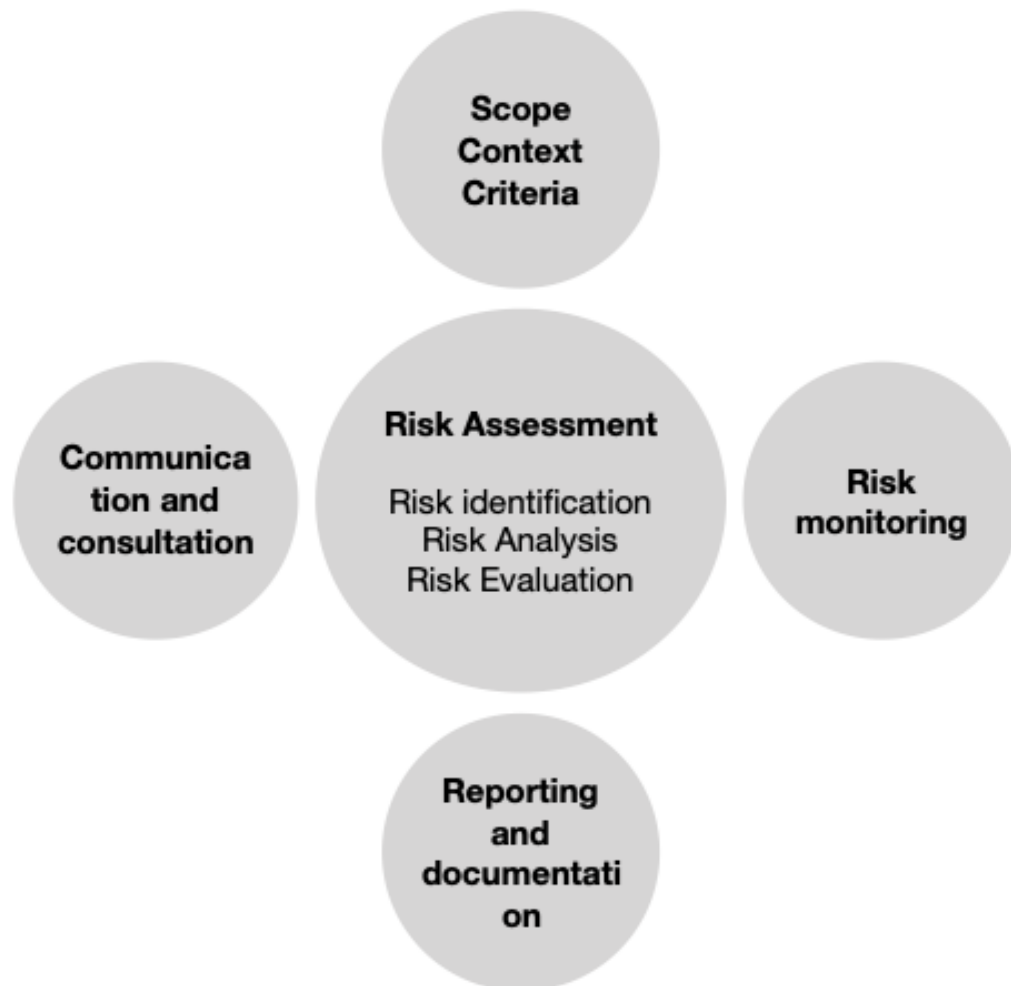 Scope
Context
Criteria
Communica
tion and
consultation
Risk Assessment
Risk identification
Risk Analysis
Risk Evaluation
Risk
monitoring
Reporting
and
documentati
on